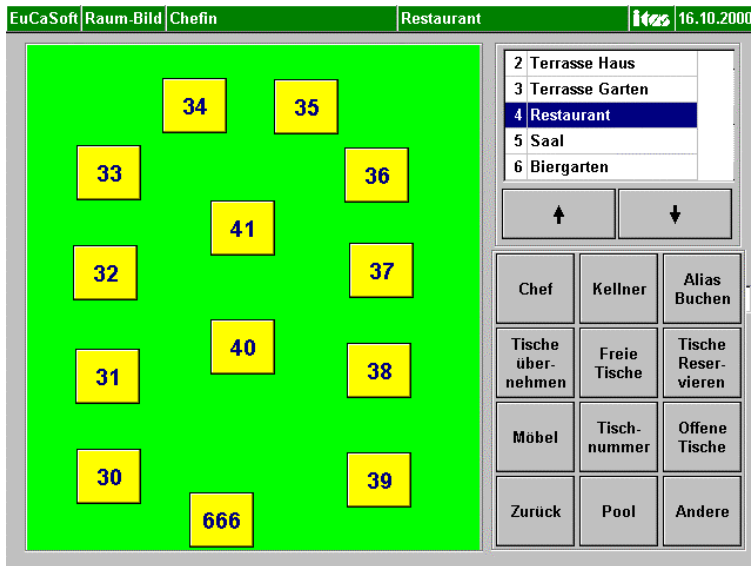 EuCaSoft Raum-Bild Chefin Restaurant itas 16.10.2000
34 35
33 36
41
32 37
40
31 38
30 39
666
2 Terrasse Haus
3 Terrasse Garten
4 Restaurant
5 Saal
6 Biergarten
Chef Kellner Alias
Buchen
Tische
über-
nehmen
Freie
Tische
Tische
Reser-
vieren
Möbel
Tisch-
nummer
Offene
Tische
Zurück Pool Andere